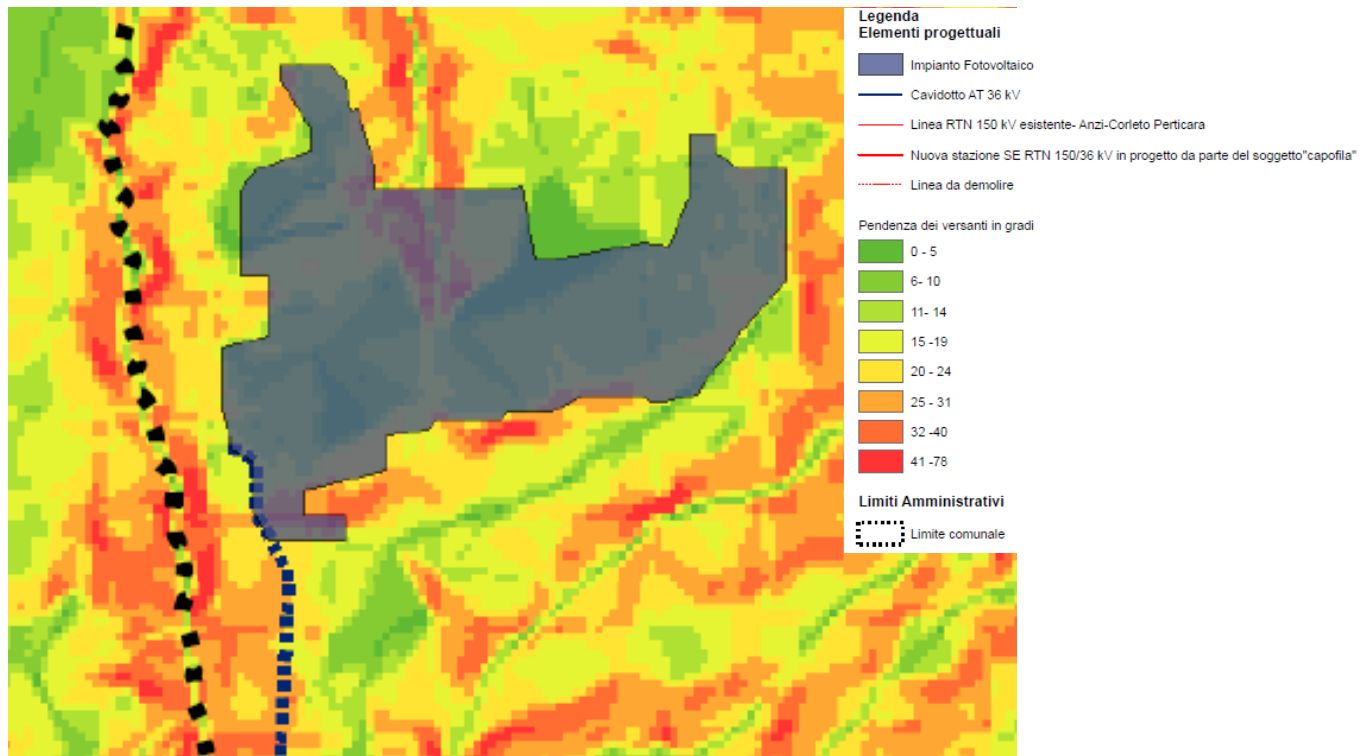 Legenda
Elementi progettuali
Impianto Fotovoltaico
Cavidotto AT 36 kV
Linea RTN 150 kV esistente- Anzi-Corleto Perticara
Nuova stazione SE RTN 150/36 kV in progetto da parte del soggetto"capofila"
Linea da demolire
Pendenza dei versanti in gradi
0 - 5
6- 10
11- 14
15 -19
20 - 24
25 - 31
32 -40
41 -78
Limiti Amministrativi
Limite comunale